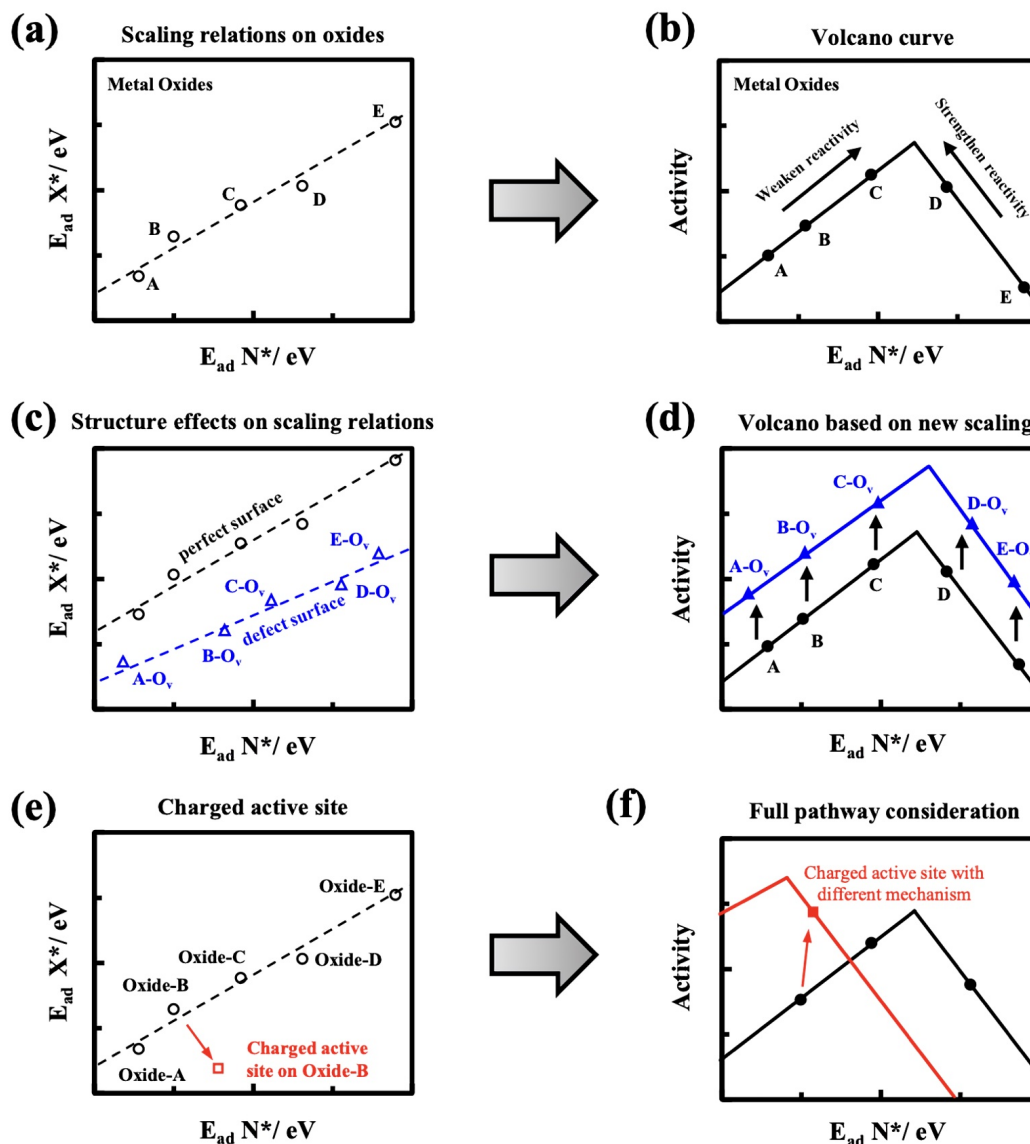 (a)
Scaling relations on oxides
Metal Oxides
E
C
D
B
A
E_ad X*/ eV
E_ad N*/ eV
(b)
Volcano curve
Metal Oxides
Weaken reactivity
Strengthen reactivity
C
D
B
A
E
Activity
E_ad N*/ eV
(c)
Structure effects on scaling relations
perfect surface
E-O_v
C-O_v
D-O_v
defect surface
B-O_v
A-O_v
E_ad X*/ eV
E_ad N*/ eV
(d)
Volcano based on new scaling
C-O_v
D-O_v
B-O_v
E-O
A-O_v
C
D
B
A
Activity
E_ad N*/ eV
(e)
Charged active site
Oxide-E
Oxide-C
Oxide-D
Oxide-B
Charged active
site on Oxide-B
Oxide-A
E_ad X*/ eV
E_ad N*/ eV
(f)
Full pathway consideration
Charged active site with
different mechanism
Activity
E_ad N*/ eV